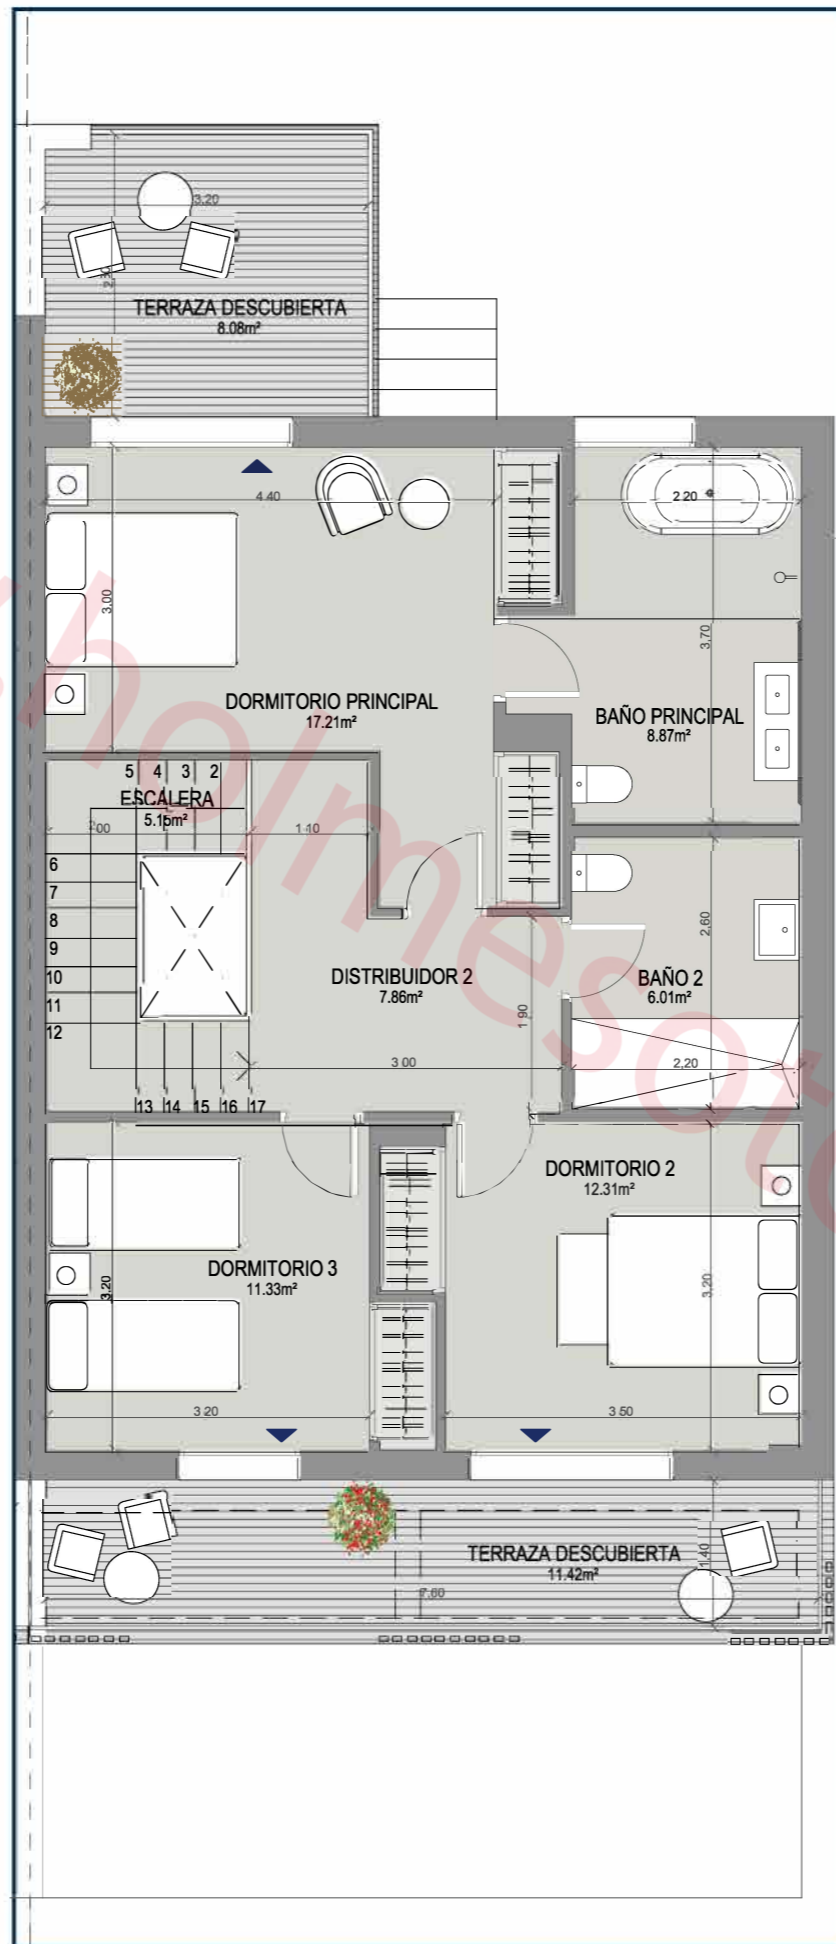 3.20
2.30
TERRAZA DESCUBIERTA
8.08m²
4.40
2.20
3.00
3.70
DORMITORIO PRINCIPAL
17.21m²
BAÑO PRINCIPAL
8.87m²
5 4 3 2
ESCALERA
5.15m²
2.00
1.10
6
7
8
9
10
11
12
DISTRIBUIDOR 2
7.86m²
2,60
BAÑO 2
6.01m²
1.90
3.00
2,20
13 14 15 16 17
DORMITORIO 2
12.31m²
DORMITORIO 3
11.33m²
3.20
3,20
3.20
3.50
TERRAZA DESCUBIERTA
11.42m²
1.40
7.60
holmesoto